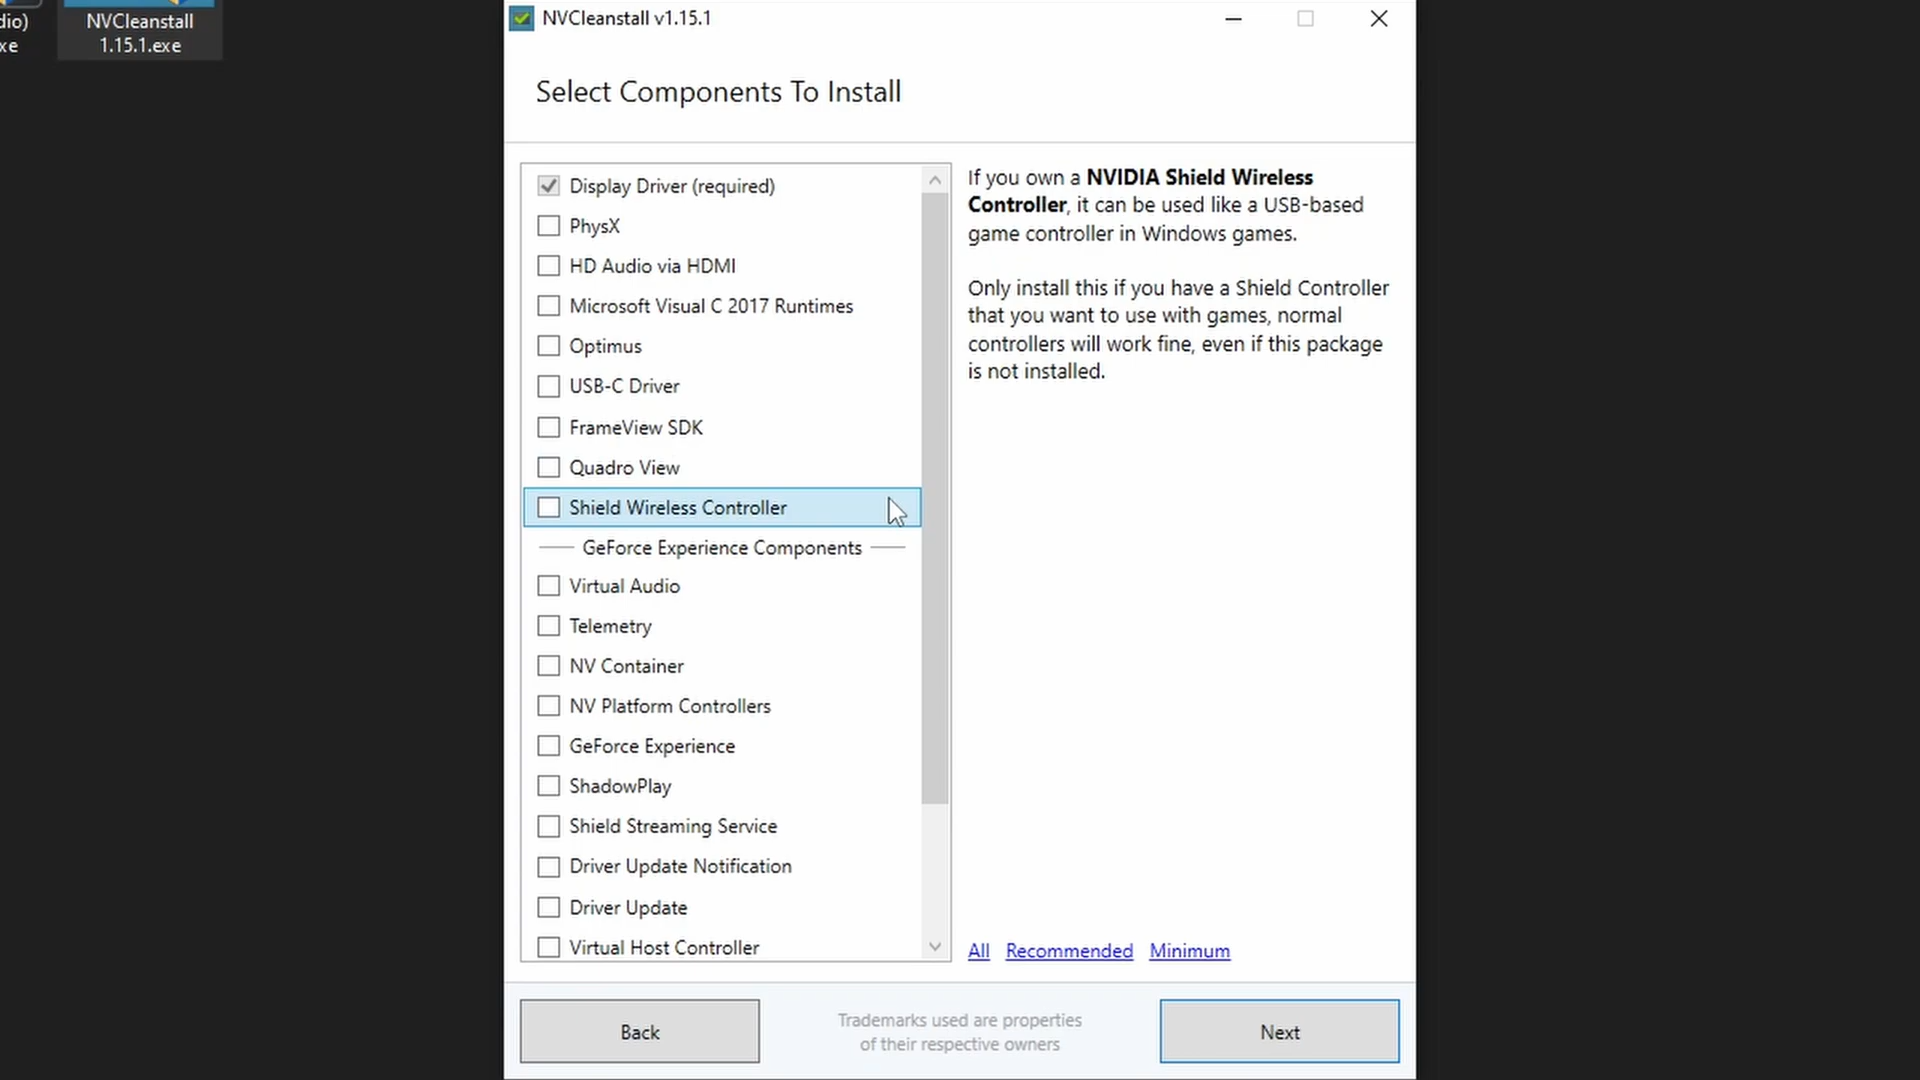 dio)
xe
NVCleanstall
1.15.1.exe
NVCleanstall v1.15.1
Select Components To Install
Display Driver (required)
PhysX
HD Audio via HDMI
Microsoft Visual C 2017 Runtimes
Optimus
USB-C Driver
FrameView SDK
Quadro View
Shield Wireless Controller
GeForce Experience Components
Virtual Audio
Telemetry
NV Container
NV Platform Controllers
GeForce Experience
ShadowPlay
Shield Streaming Service
Driver Update Notification
Driver Update
Virtual Host Controller
If you own a NVIDIA Shield Wireless
Controller, it can be used like a USB-based
game controller in Windows games.
Only install this if you have a Shield Controller
that you want to use with games, normal
controllers will work fine, even if this package
is not installed.
All Recommended Minimum
Back
Trademarks used are properties
of their respective owners
Next